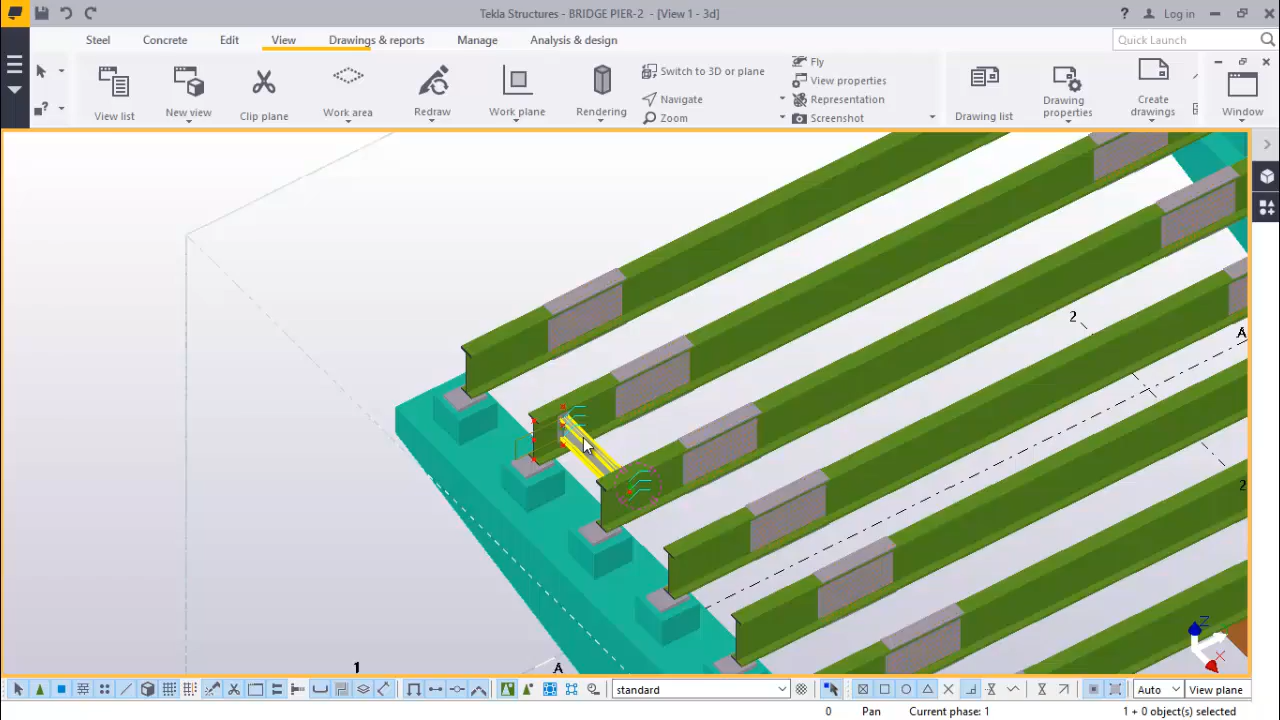 Tekla Structures - BRIDGE PIER-2 - [View 1 - 3d]
? Log in
Steel Concrete Edit View Drawings & reports Manage Analysis & design Quick Launch
View list
New view
Clip plane
Work area
Redraw
Work plane
Rendering
Switch to 3D or plane
Navigate
Zoom
Fly
View properties
Representation
Screenshot
Drawing list
Drawing properties
Create drawings
Window
2
A
2
1
A
Z
X
standard
Auto
View plane
0 Pan Current phase: 1 1 + 0 object(s) selected